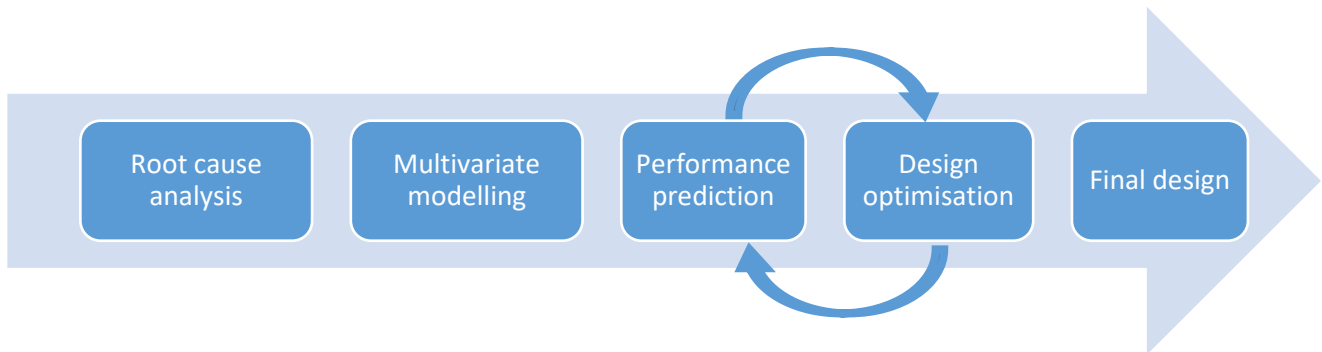 Root cause
analysis
Multivariate
modelling
Performance
prediction
Design
optimisation
Final design